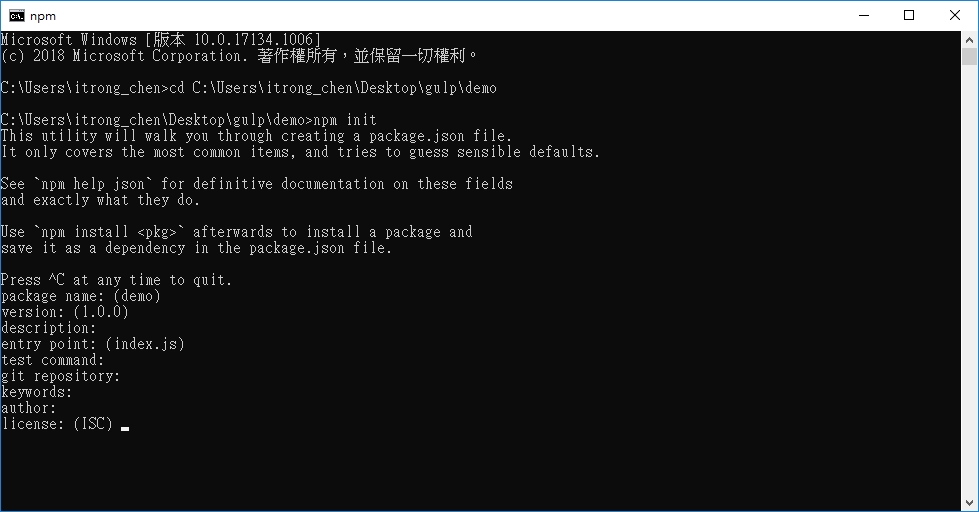 npm
Microsoft Windows [版本 10.0.17134.1006]
(c) 2018 Microsoft Corporation. 著作權所有，並保留一切權利。
C:\Users\itrong_chen>cd C:\Users\itrong_chen\Desktop\gulp\demo
C:\Users\itrong_chen\Desktop\gulp\demo>npm init
This utility will walk you through creating a package.json file.
It only covers the most common items, and tries to guess sensible defaults.
See `npm help json` for definitive documentation on these fields
and exactly what they do.
Use `npm install <pkg>` afterwards to install a package and
save it as a dependency in the package.json file.
Press ^C at any time to quit.
package name: (demo)
version: (1.0.0)
description:
entry point: (index.js)
test command:
git repository:
keywords:
author:
license: (ISC)